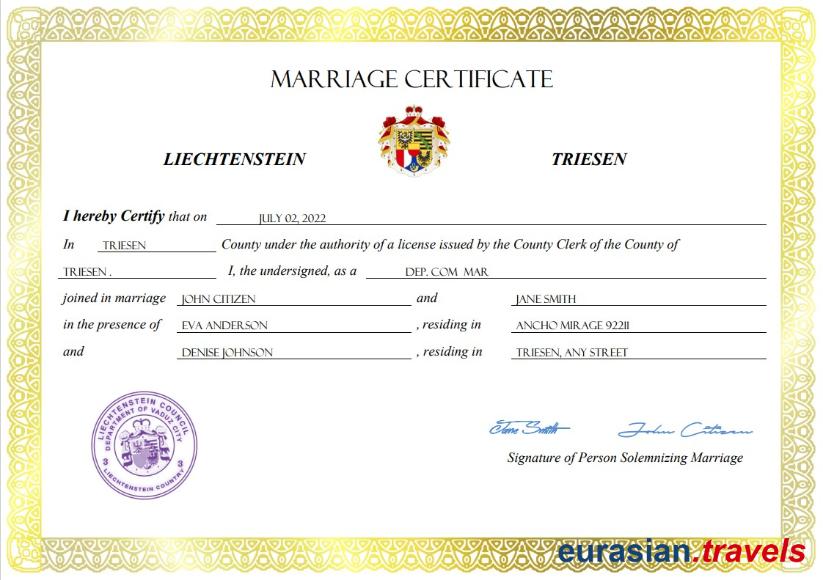 MARRIAGE CERTIFICATE
LIECHTENSTEIN TRIESEN
I hereby Certify that on JULY 02, 2022
In TRIESEN County under the authority of a license issued by the County Clerk of the County of
TRIESEN . I, the undersigned, as a DEP. COM MAR
joined in marriage JOHN CITIZEN and JANE SMITH
in the presence of EVA ANDERSON , residing in ANCHO MIRAGE 92211
and DENISE JOHNSON , residing in TRIESEN, ANY STREET
LIECHTENSTEIN COUNCIL
DEPARTMENT OF VADUZ CITY
3 3
LIECHTENSTEIN COUNTRY
Jane Smith John Citizen
Signature of Person Solemnizing Marriage
eurasian.travels